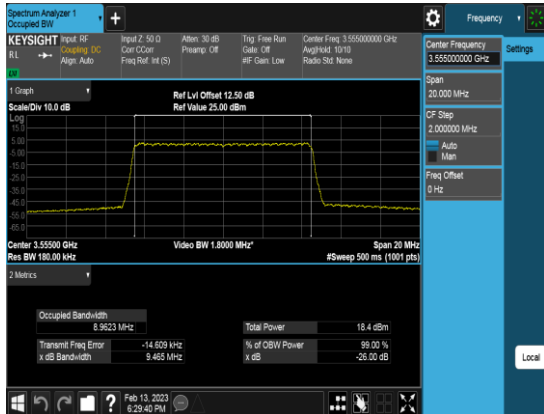 Spectrum Analyzer 1
Occupied BW
+
Frequency
KEYSIGHT Input: RF Input Z: 50 Ω Atten: 30 dB Trig: Free Run Center Freq: 3.555000000 GHz
RL Coupling: DC Corr CCorr Preamp: Off Gate: Off Avg|Hold: 10/10
Align: Auto Freq Ref: Int (S) #IF Gain: Low Radio Std: None
LXI
Center Frequency
3.555000000 GHz
Settings
Span
20.000 MHz
CF Step
2.000000 MHz
Auto
Man
Freq Offset
0 Hz
1 Graph
Scale/Div 10.0 dB
Ref Lvl Offset 12.50 dB
Ref Value 25.00 dBm
Log
15.0
5.00
-5.00
-15.0
-25.0
-35.0
-45.0
-55.0
-65.0
Center 3.55500 GHz Video BW 1.8000 MHz* Span 20 MHz
Res BW 180.00 kHz #Sweep 500 ms (1001 pts)
2 Metrics
Occupied Bandwidth
8.9623 MHz Total Power 18.4 dBm
Transmit Freq Error -14.609 kHz % of OBW Power 99.00 %
x dB Bandwidth 9.465 MHz x dB -26.00 dB
Local
?
Feb 13, 2023
6:29:40 PM